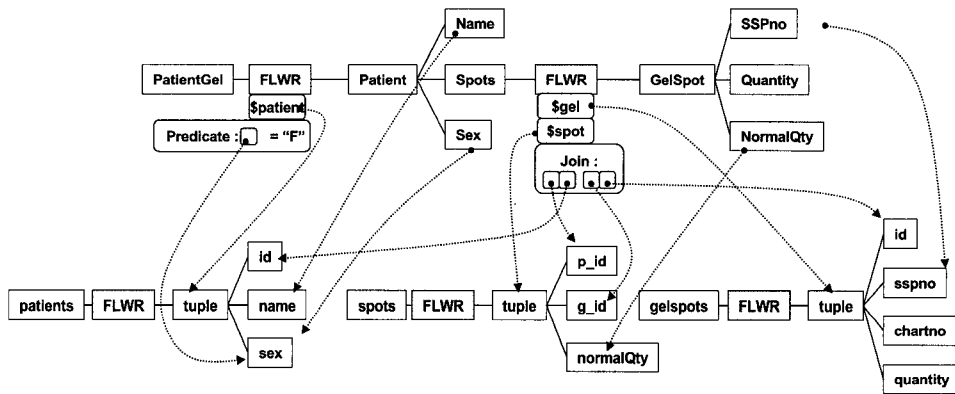 Name
SSPno
PatientGel
FLWR
Patient
Spots
FLWR
GelSpot
Quantity
$patient
$gel
Predicate : = “F”
Sex
$spot
NormalQty
Join :
id
p_id
id
sspno
patients
FLWR
tuple
name
spots
FLWR
tuple
g_id
gelspots
FLWR
tuple
chartno
sex
normalQty
quantity